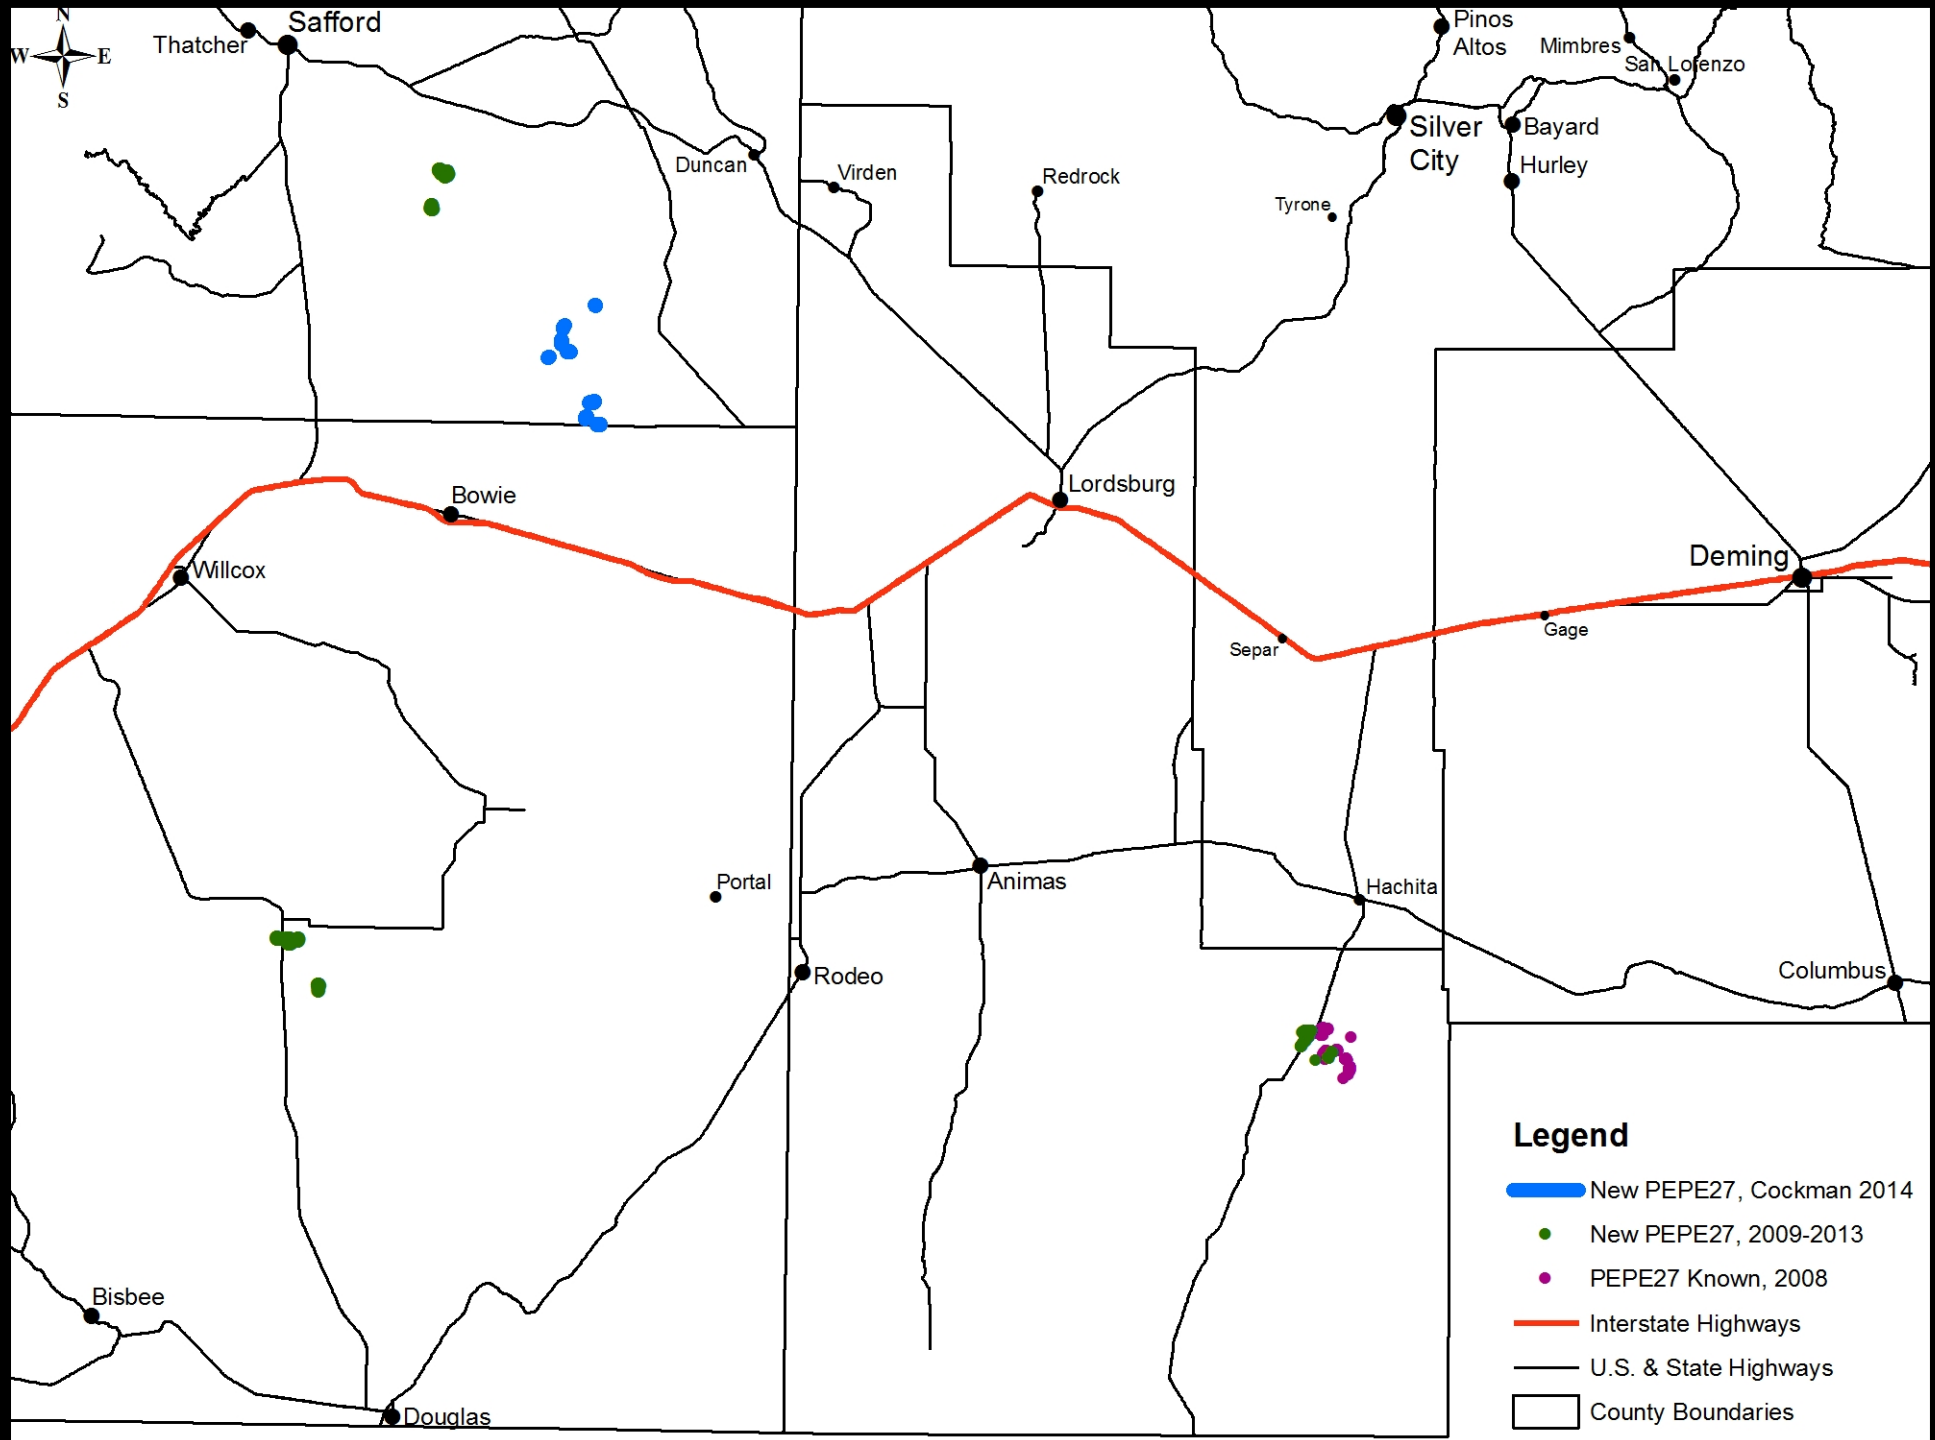 N
W E
S
Safford
Thatcher
Pinos
Altos
Mimbres
San Lorenzo
Silver
City
Bayard
Hurley
Duncan
Virden
Redrock
Tyrone
Lordsburg
Bowie
Willcox
Deming
Gage
Separ
Portal
Animas
Hachita
Rodeo
Columbus
Bisbee
Douglas
Legend
New PEPE27, Cockman 2014
New PEPE27, 2009-2013
PEPE27 Known, 2008
Interstate Highways
U.S. & State Highways
County Boundaries